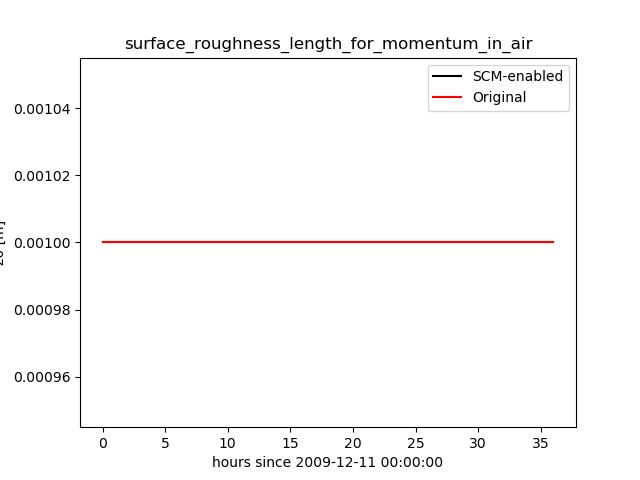 surface_roughness_length_for_momentum_in_air
SCM-enabled
Original
0.00104
0.00102
0.00100
0.00098
0.00096
0 5 10 15 20 25 30 35
hours since 2009-12-11 00:00:00